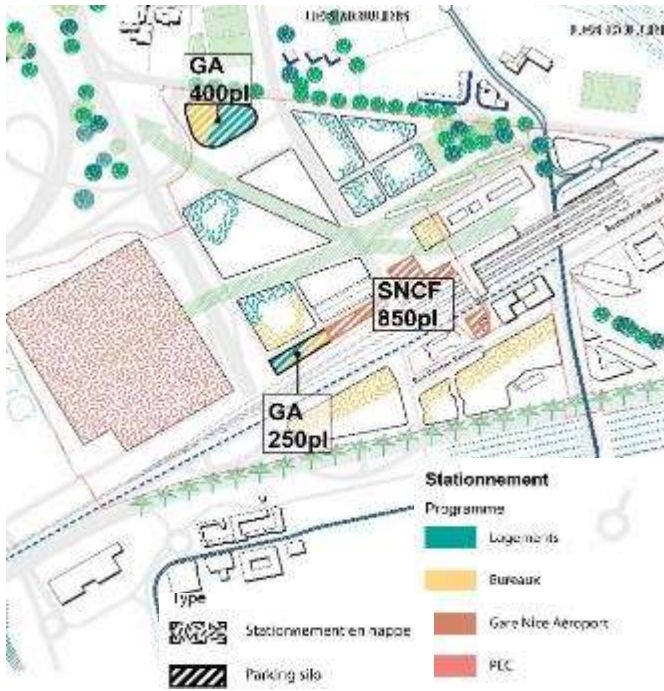 GA
400pl
SNCF
850pl
GA
250pl
Stationnement
Programme
Logements
Bureaux
Gare Nice Aéroport
PEC
Type
Stationnement en nappe
Parking silo